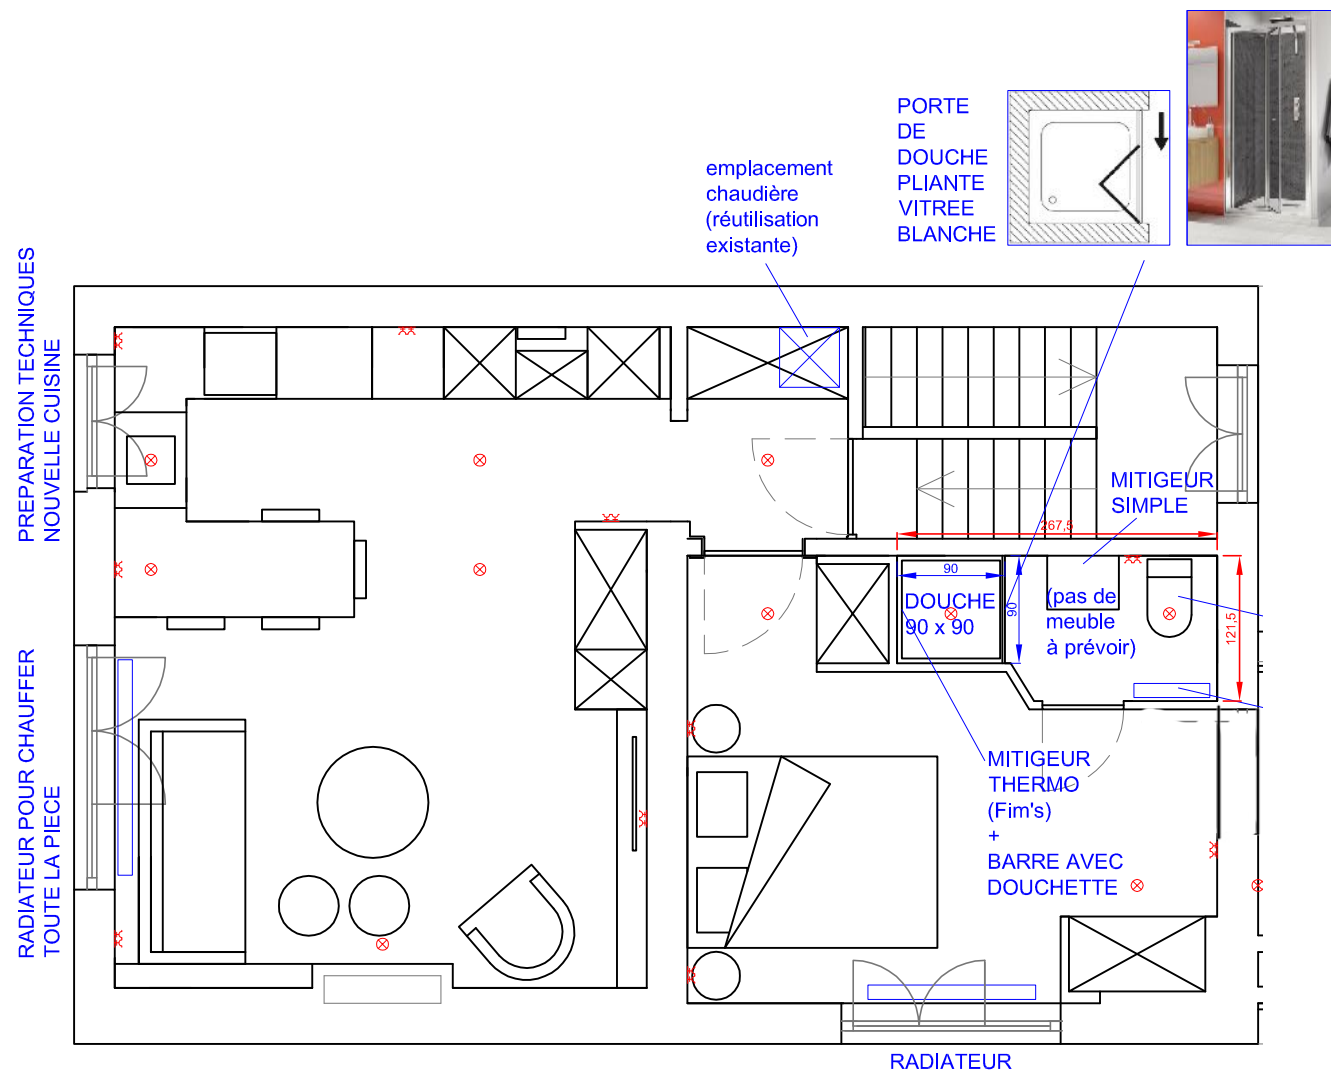 PORTE
DE
DOUCHE
PLIANTE
VITREE
BLANCHE
emplacement
chaudière
(réutilisation
existante)
PREPARATION TECHNIQUES
NOUVELLE CUISINE
MITIGEUR
SIMPLE
267,5
90
DOUCHE
90 x 90
90
(pas de
meuble
à prévoir)
121,5
RADIATEUR POUR CHAUFFER
TOUTE LA PIECE
MITIGEUR
THERMO
(Fim's)
+
BARRE AVEC
DOUCHETTE
RADIATEUR